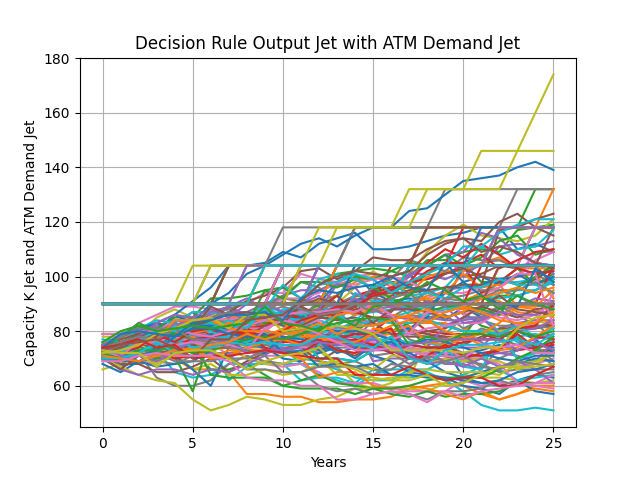 Decision Rule Output Jet with ATM Demand Jet
Capacity K Jet and ATM Demand Jet
180
160
140
120
100
80
60
0 5 10 15 20 25
Years